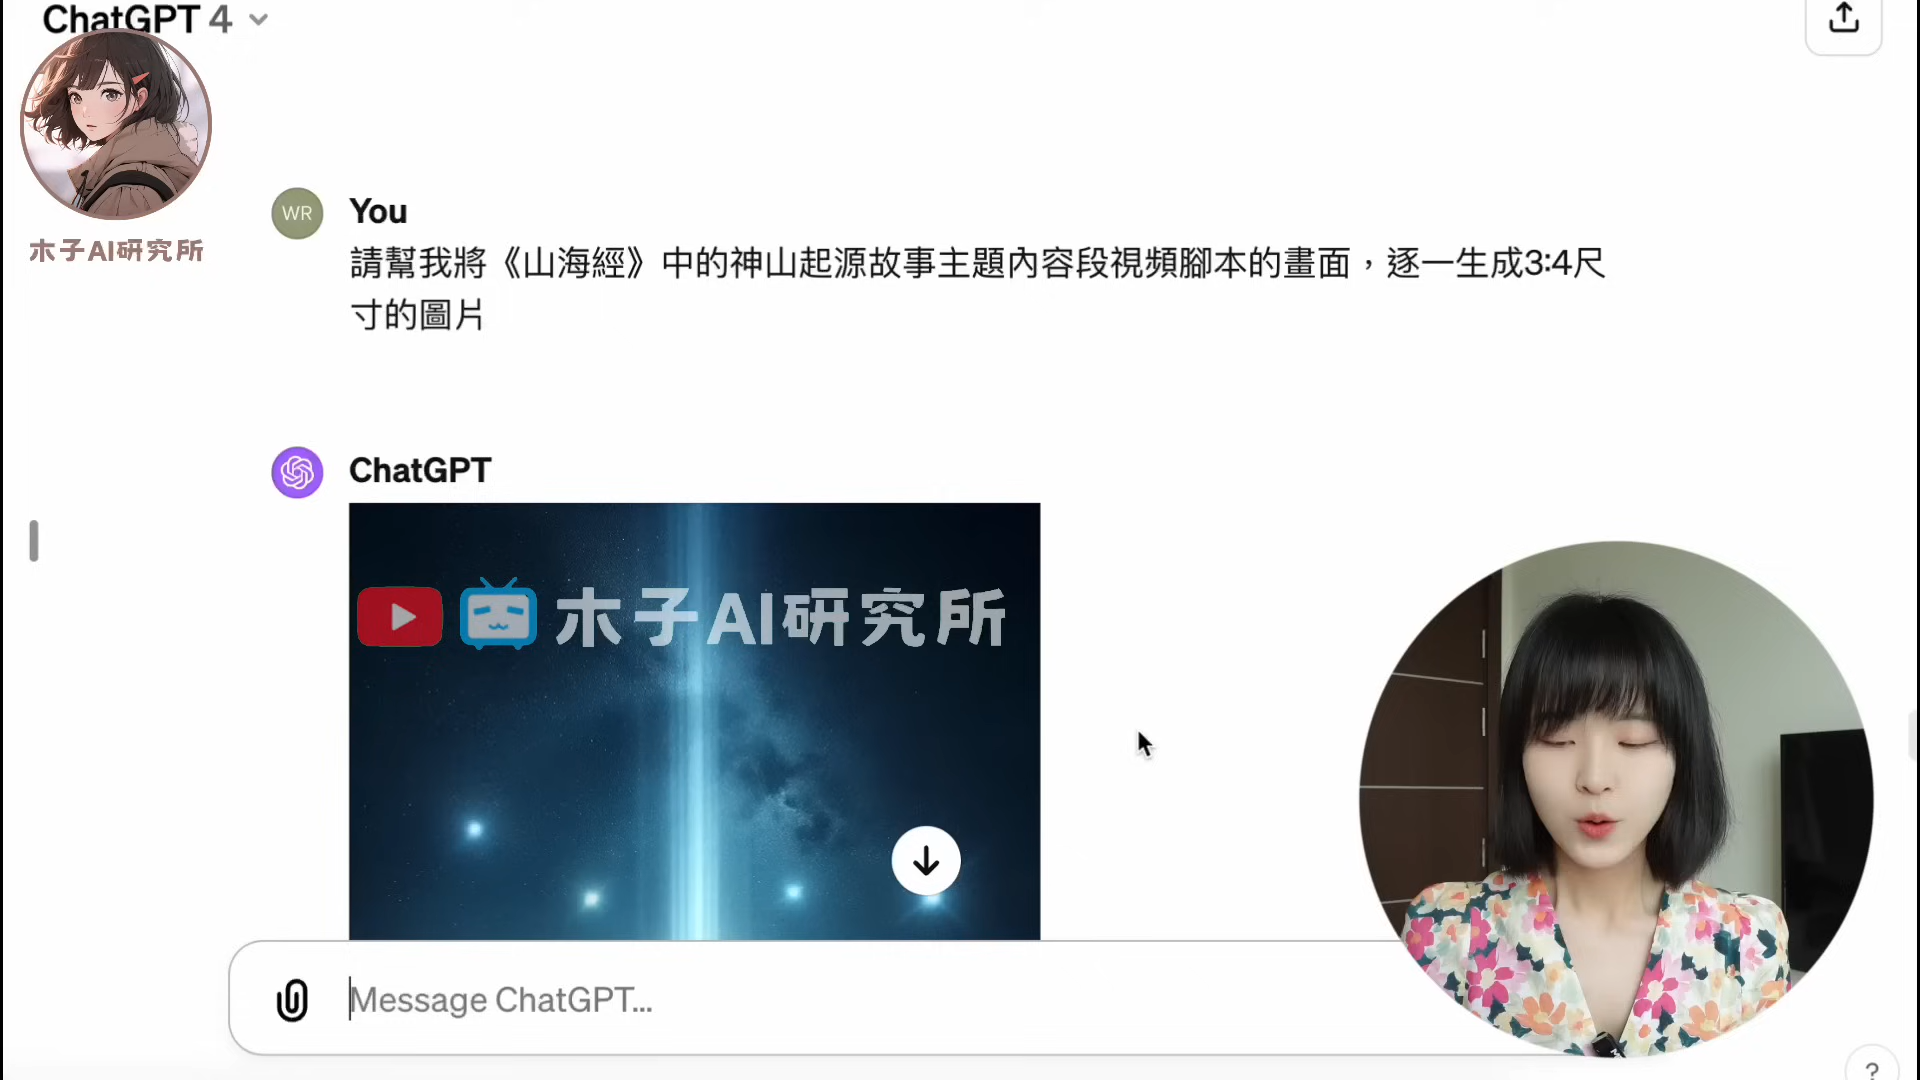 ChatGPT 4
木子AI研究所
WR
You
請幫我將《山海經》中的神山起源故事主題內容段視頻腳本的畫面，逐一生成3:4尺
寸的圖片
ChatGPT
木子AI研究所
Message ChatGPT...
?